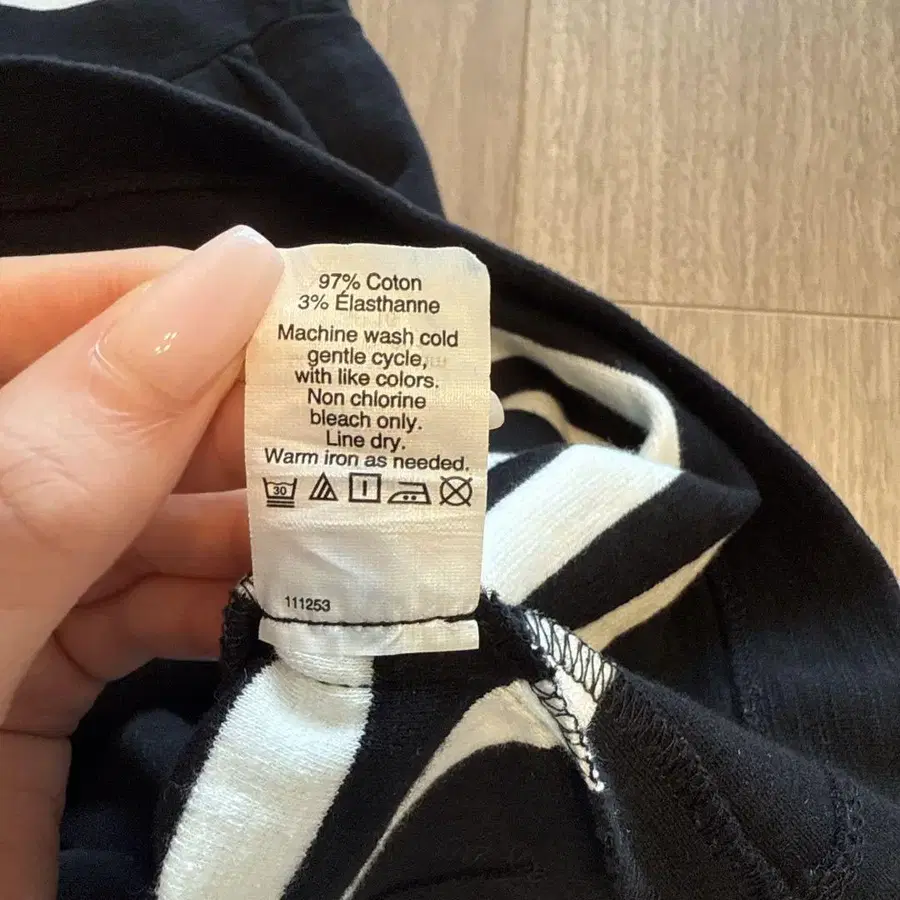 97% Coton
3% Élasthanne
Machine wash cold
gentle cycle,
with like colors.
Non chlorine
bleach only.
Line dry.
Warm iron as needed.
30
111253